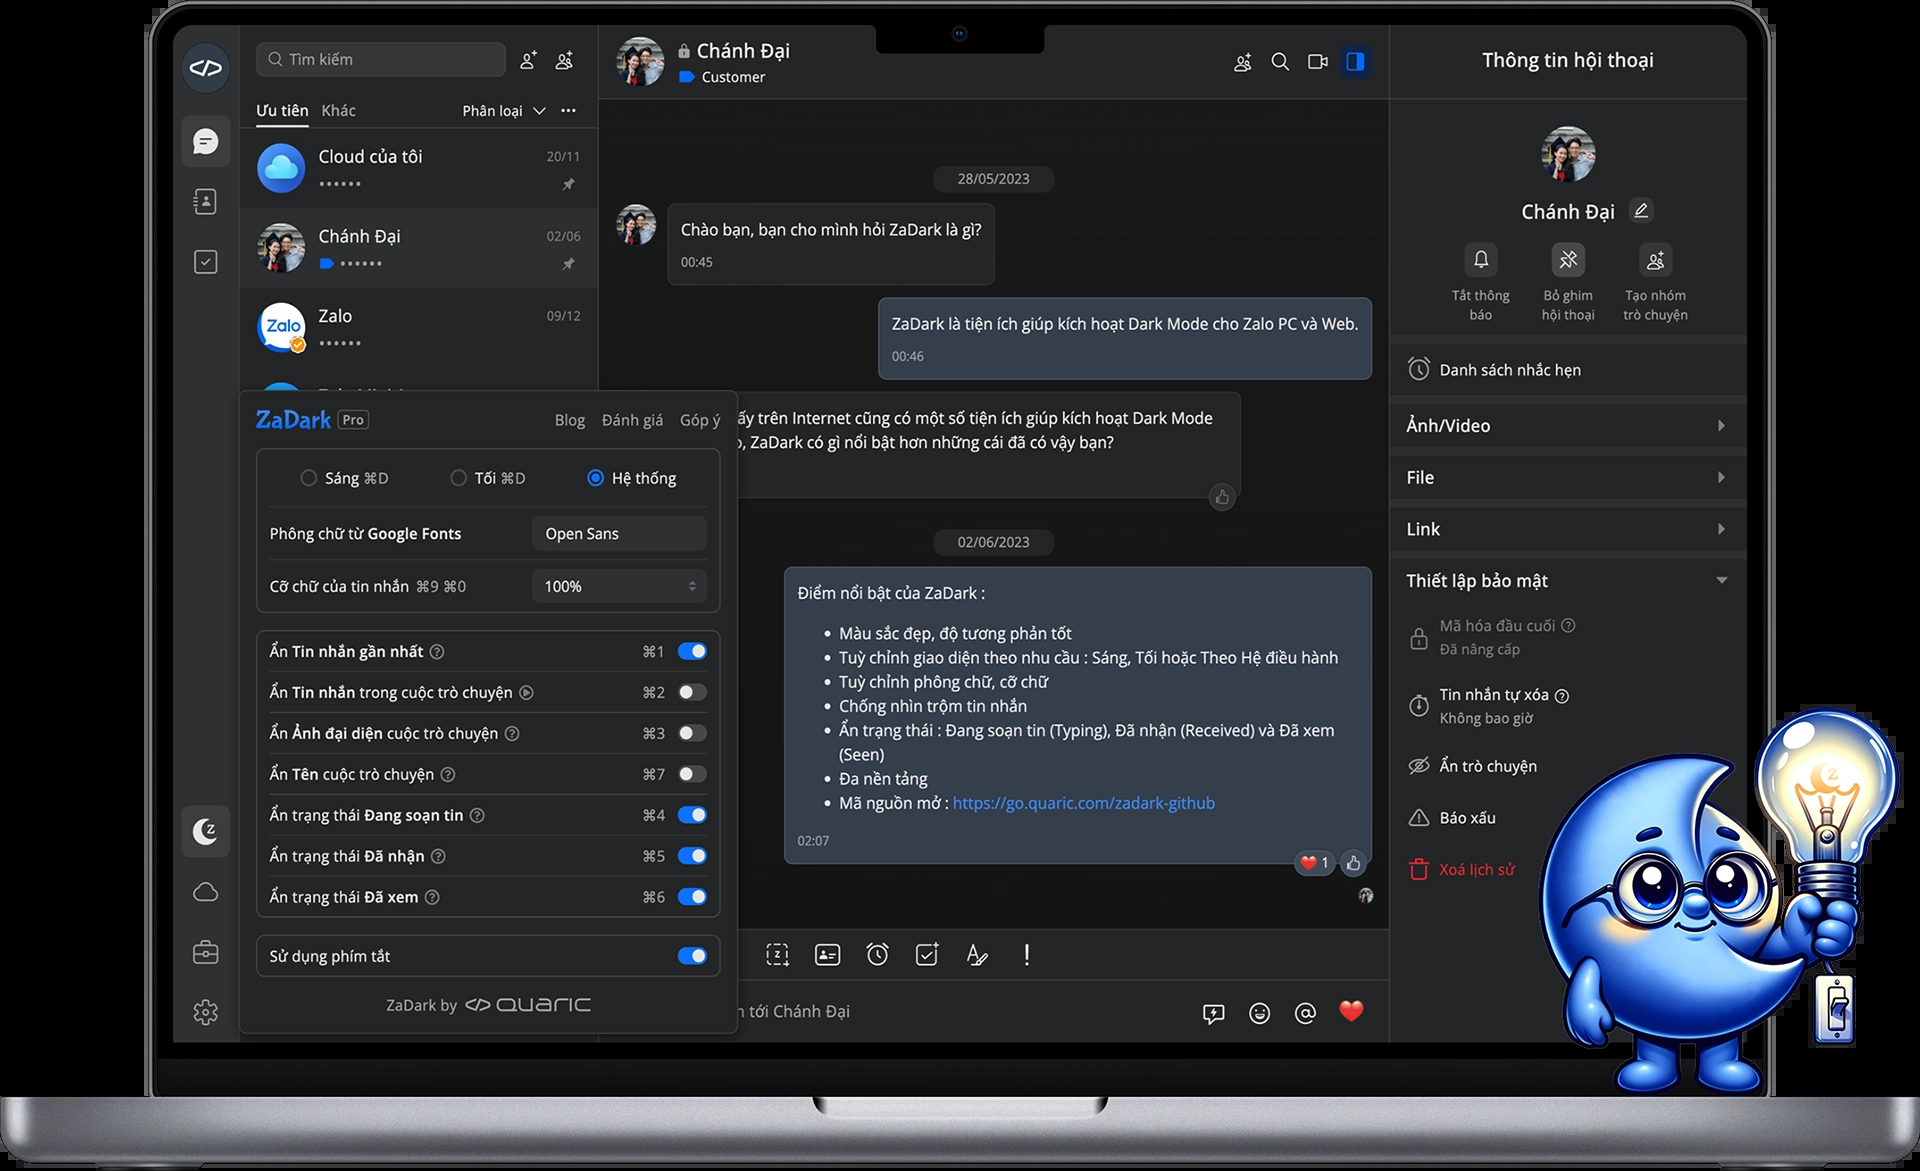 Tìm kiếm
Ưu tiên Khác Phân loại
Cloud của tôi 20/11
Chánh Đại 02/06
Zalo
Zalo 09/12
Chánh Đại
Customer
28/05/2023
Chào bạn, bạn cho mình hỏi ZaDark là gì?
00:45
ZaDark là tiện ích giúp kích hoạt Dark Mode cho Zalo PC và Web.
00:46
trên Internet cũng có một số tiện ích giúp kích hoạt Dark Mode
ZaDark có gì nổi bật hơn những cái đã có vậy bạn?
02/06/2023
Điểm nổi bật của ZaDark :
• Màu sắc đẹp, độ tương phản tốt
• Tuỳ chỉnh giao diện theo nhu cầu : Sáng, Tối hoặc Theo Hệ điều hành
• Tuỳ chỉnh phông chữ, cỡ chữ
• Chống nhìn trộm tin nhắn
• Ẩn trạng thái : Đang soạn tin (Typing), Đã nhận (Received) và Đã xem
(Seen)
• Đa nền tảng
• Mã nguồn mở : https://go.quaric.com/zadark-github
02:07
1
tới Chánh Đại
ZaDark Pro Blog Đánh giá Góp ý
Sáng ⌘D Tối ⌘D Hệ thống
Phông chữ từ Google Fonts Open Sans
Cỡ chữ của tin nhắn ⌘9 ⌘0 100%
Ẩn Tin nhắn gần nhất ⌘1
Ẩn Tin nhắn trong cuộc trò chuyện ⌘2
Ẩn Ảnh đại diện cuộc trò chuyện ⌘3
Ẩn Tên cuộc trò chuyện ⌘7
Ẩn trạng thái Đang soạn tin ⌘4
Ẩn trạng thái Đã nhận ⌘5
Ẩn trạng thái Đã xem ⌘6
Sử dụng phím tắt
ZaDark by QUARIC
Thông tin hội thoại
Chánh Đại
Tắt thông
báo
Bỏ ghim
hội thoại
Tạo nhóm
trò chuyện
Danh sách nhắc hẹn
Ảnh/Video
File
Link
Thiết lập bảo mật
Mã hóa đầu cuối
Đã nâng cấp
Tin nhắn tự xóa
Không bao giờ
Ẩn trò chuyện
Báo xấu
Xoá lịch sử